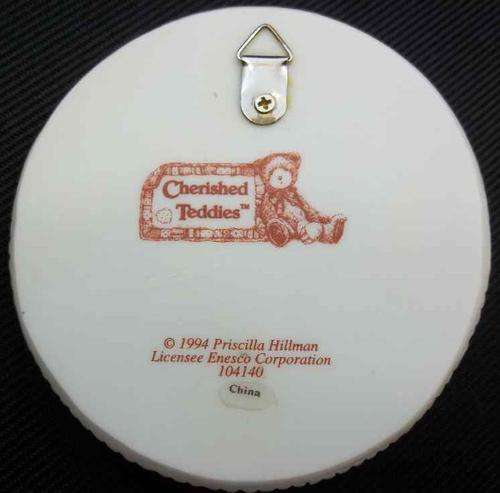 Cherished
Teddies™
© 1994 Priscilla Hillman
Licensee Enesco Corporation
104140
China